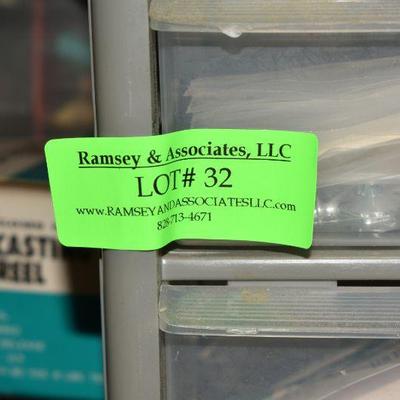 Ramsey & Associates, LLC
LOT# 32
www.RAMSEYANDASSOCIATESLLC.com
828-713-4671
CASTI
REEL